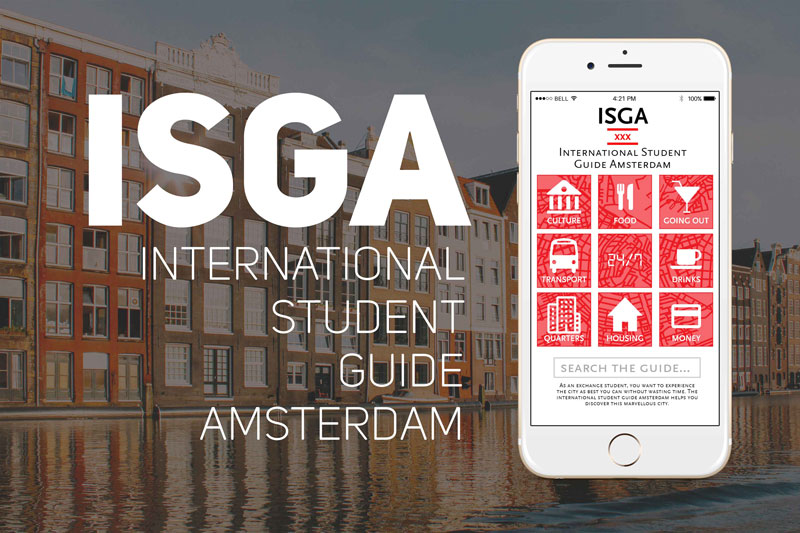 ISGA
INTERNATIONAL
STUDENT
GUIDE
AMSTERDAM
BELL
4:21 PM
100%
ISGA
XXX
International Student
Guide Amsterdam
CULTURE
FOOD
GOING OUT
TRANSPORT
24/7
DRINKS
QUARTERS
HOUSING
MONEY
SEARCH THE GUIDE...
As an exchange student, you want to experience
the city as best you can without wasting time. The
international student guide amsterdam helps you
discover this marvellous city.